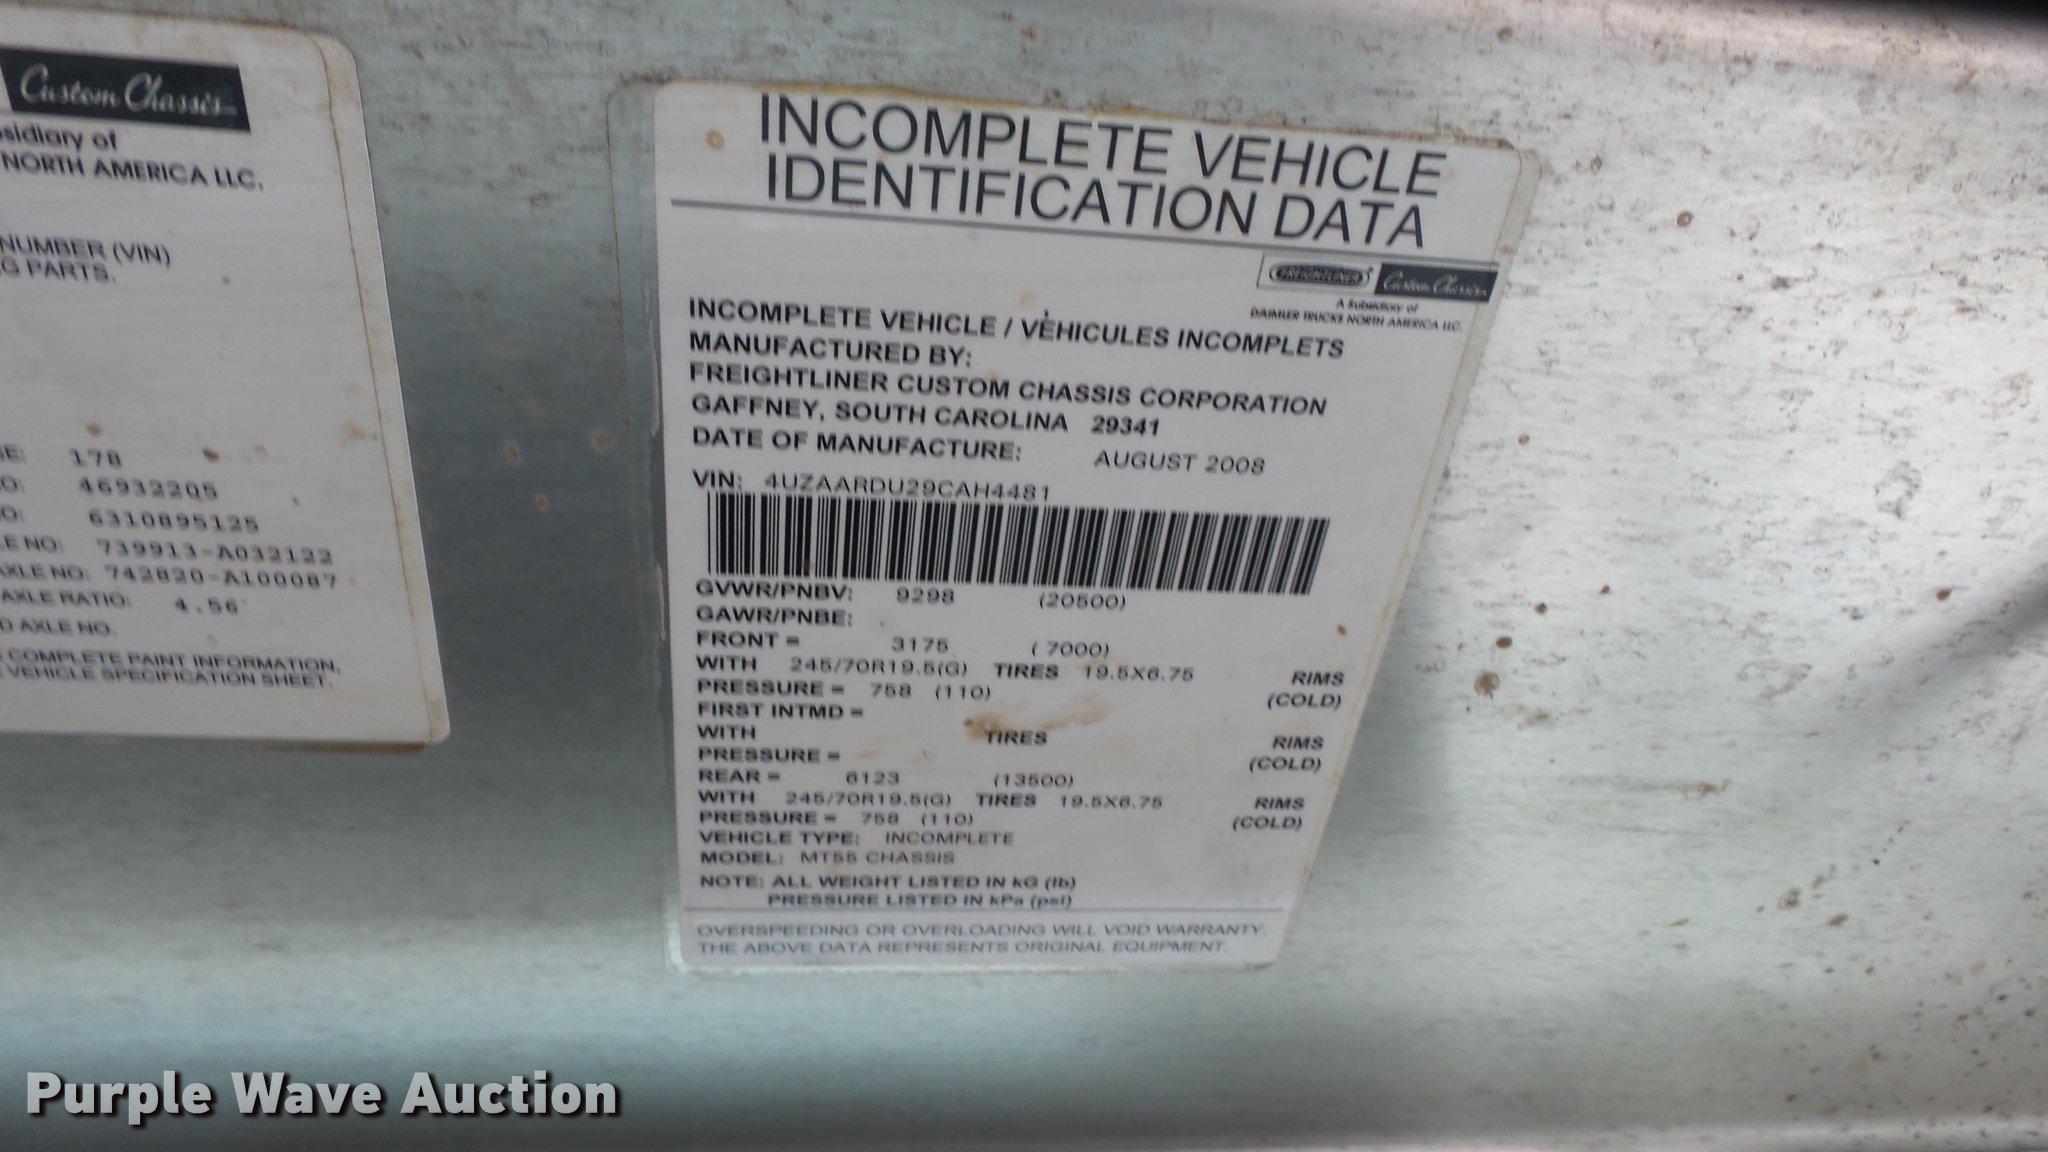 Custom Chassis
sidiary of
NORTH AMERICA LLC.
NUMBER (VIN)
G PARTS.
SE: 178
O: 46932205
O: 6310895125
LE NO: 739913-A032122
AXLE NO: 742820-A100087
AXLE RATIO: 4.56
D AXLE NO.
COMPLETE PAINT INFORMATION,
VEHICLE SPECIFICATION SHEET.
INCOMPLETE VEHICLE
IDENTIFICATION DATA
FREIGHTLINER Custom Chassis
A Subsidiary of
DAIMLER TRUCKS NORTH AMERICA LLC.
INCOMPLETE VEHICLE / VÉHICULES INCOMPLETS
MANUFACTURED BY:
FREIGHTLINER CUSTOM CHASSIS CORPORATION
GAFFNEY, SOUTH CAROLINA 29341
DATE OF MANUFACTURE: AUGUST 2008
VIN: 4UZAARDU29CAH4481
GVWR/PNBV: 9298 (20500)
GAWR/PNBE:
FRONT = 3175 ( 7000)
WITH 245/70R19.5(G) TIRES 19.5X6.75 RIMS
PRESSURE = 758 (110) (COLD)
FIRST INTMD =
WITH TIRES RIMS
PRESSURE = (COLD)
REAR = 6123 (13500)
WITH 245/70R19.5(G) TIRES 19.5X6.75 RIMS
PRESSURE = 758 (110) (COLD)
VEHICLE TYPE: INCOMPLETE
MODEL: MT55 CHASSIS
NOTE: ALL WEIGHT LISTED IN kG (lb)
PRESSURE LISTED IN kPa (psi)
OVERSPEEDING OR OVERLOADING WILL VOID WARRANTY.
THE ABOVE DATA REPRESENTS ORIGINAL EQUIPMENT.
Purple Wave Auction